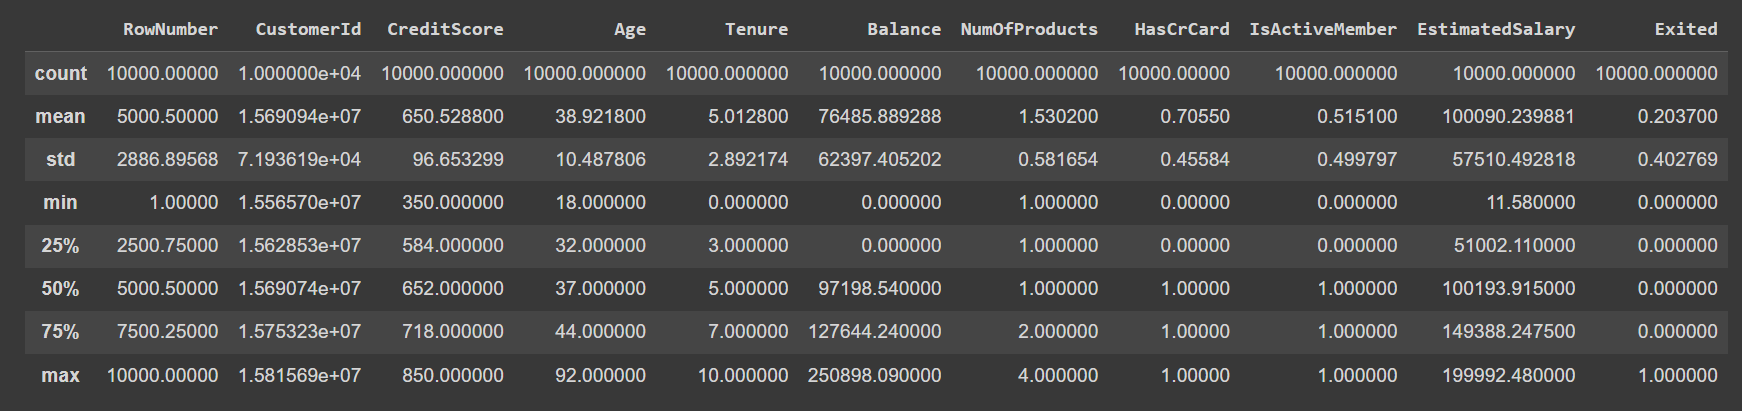 RowNumber CustomerId CreditScore Age Tenure Balance NumOfProducts HasCrCard IsActiveMember EstimatedSalary Exited
count 10000.00000 1.000000e+04 10000.000000 10000.000000 10000.000000 10000.000000 10000.000000 10000.00000 10000.000000 10000.000000 10000.000000
mean 5000.50000 1.569094e+07 650.528800 38.921800 5.012800 76485.889288 1.530200 0.70550 0.515100 100090.239881 0.203700
std 2886.89568 7.193619e+04 96.653299 10.487806 2.892174 62397.405202 0.581654 0.45584 0.499797 57510.492818 0.402769
min 1.00000 1.556570e+07 350.000000 18.000000 0.000000 0.000000 1.000000 0.00000 0.000000 11.580000 0.000000
25% 2500.75000 1.562853e+07 584.000000 32.000000 3.000000 0.000000 1.000000 0.00000 0.000000 51002.110000 0.000000
50% 5000.50000 1.569074e+07 652.000000 37.000000 5.000000 97198.540000 1.000000 1.00000 1.000000 100193.915000 0.000000
75% 7500.25000 1.575323e+07 718.000000 44.000000 7.000000 127644.240000 2.000000 1.00000 1.000000 149388.247500 0.000000
max 10000.00000 1.581569e+07 850.000000 92.000000 10.000000 250898.090000 4.000000 1.00000 1.000000 199992.480000 1.000000